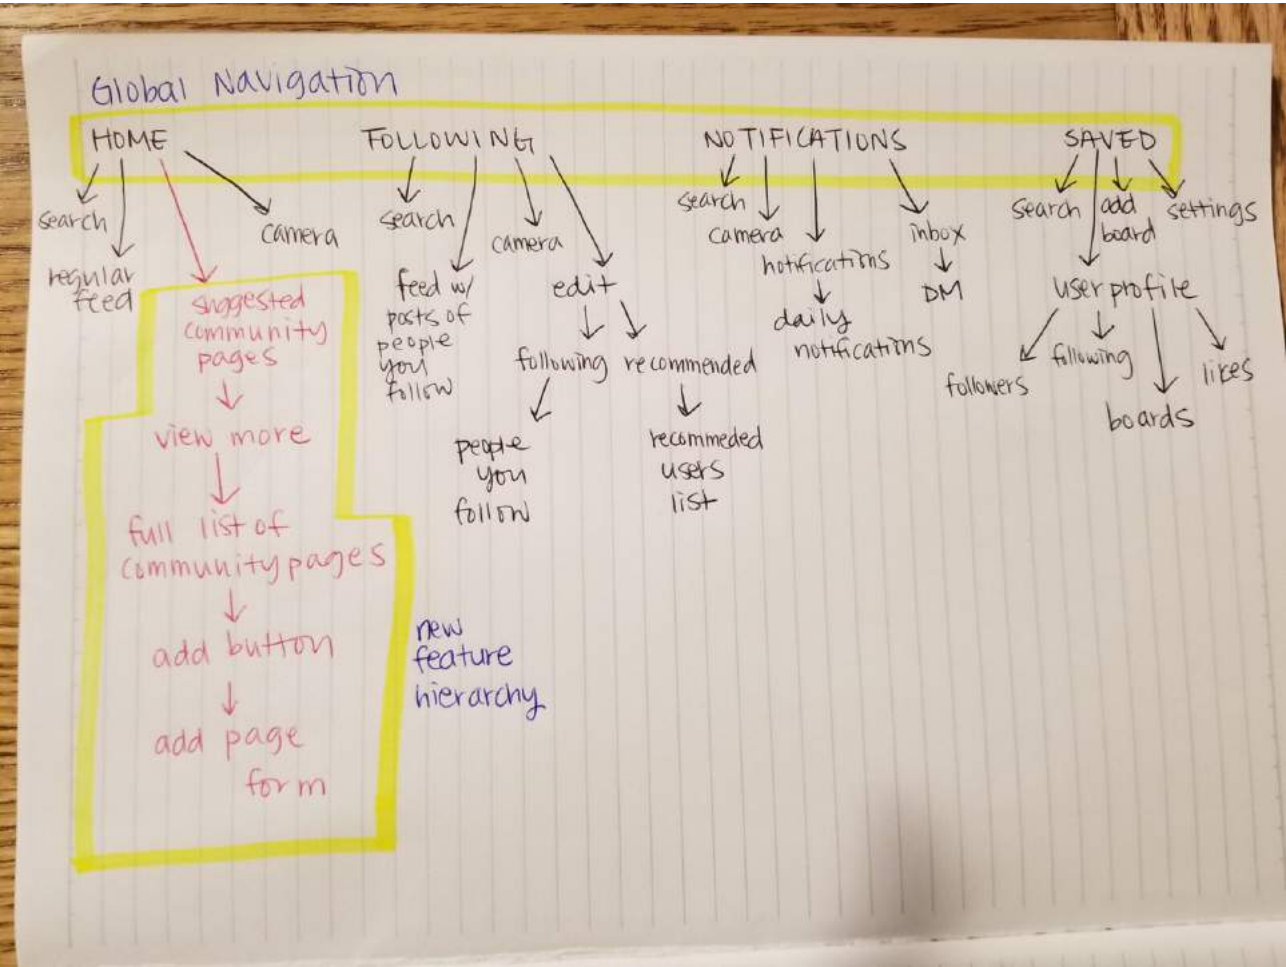 Global Navigation
HOME
search
regular
feed
camera
suggested
community
pages
view more
full list of
community pages
add button
add page
form
new
feature
hierarchy
FOLLOWING
search
feed w/
posts of
people
you
follow
camera
edit
following
people
you
follow
recommended
recommeded
users
list
NOTIFICATIONS
search
camera
notifications
daily
notifications
inbox
DM
SAVED
search
add
board
settings
user profile
followers
following
boards
likes